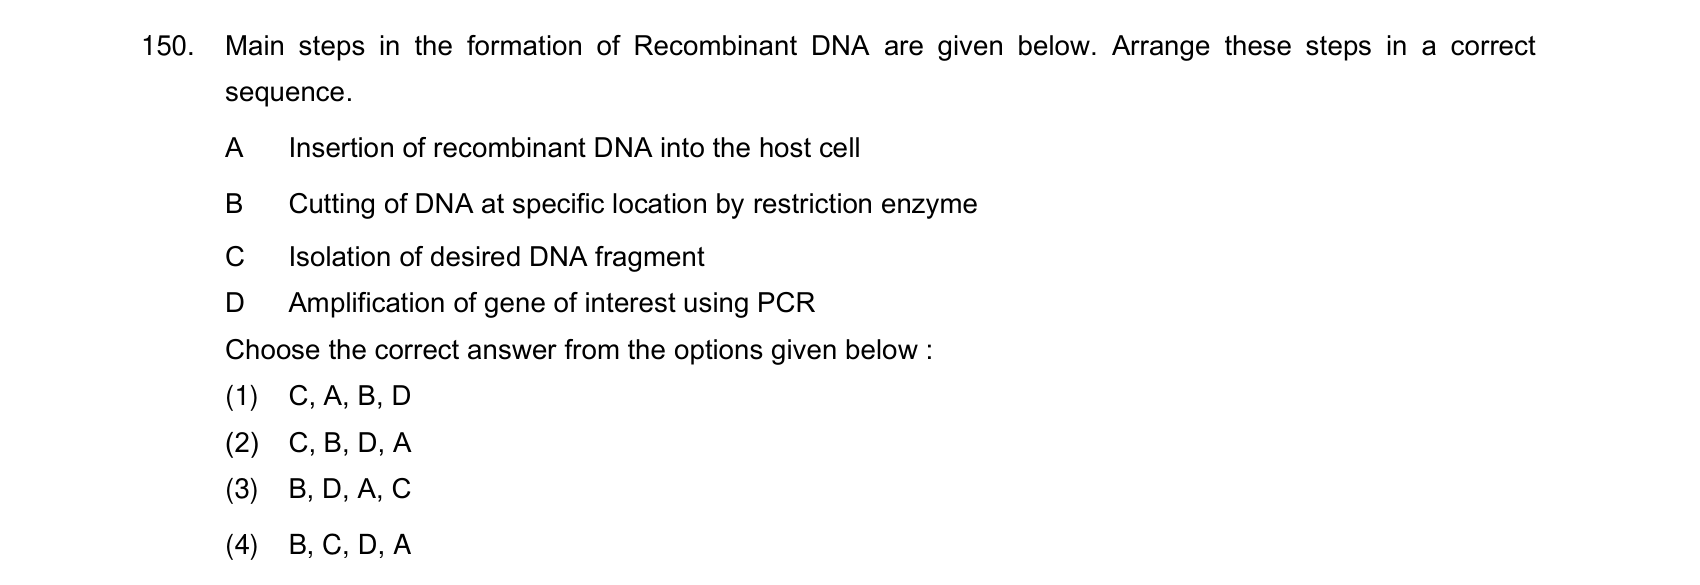 150. Main steps in the formation of Recombinant DNA are given below. Arrange these steps in a correct
sequence.
A Insertion of recombinant DNA into the host cell
B Cutting of DNA at specific location by restriction enzyme
C Isolation of desired DNA fragment
D Amplification of gene of interest using PCR
Choose the correct answer from the options given below :
(1) C, A, B, D
(2) C, B, D, A
(3) B, D, A, C
(4) B, C, D, A